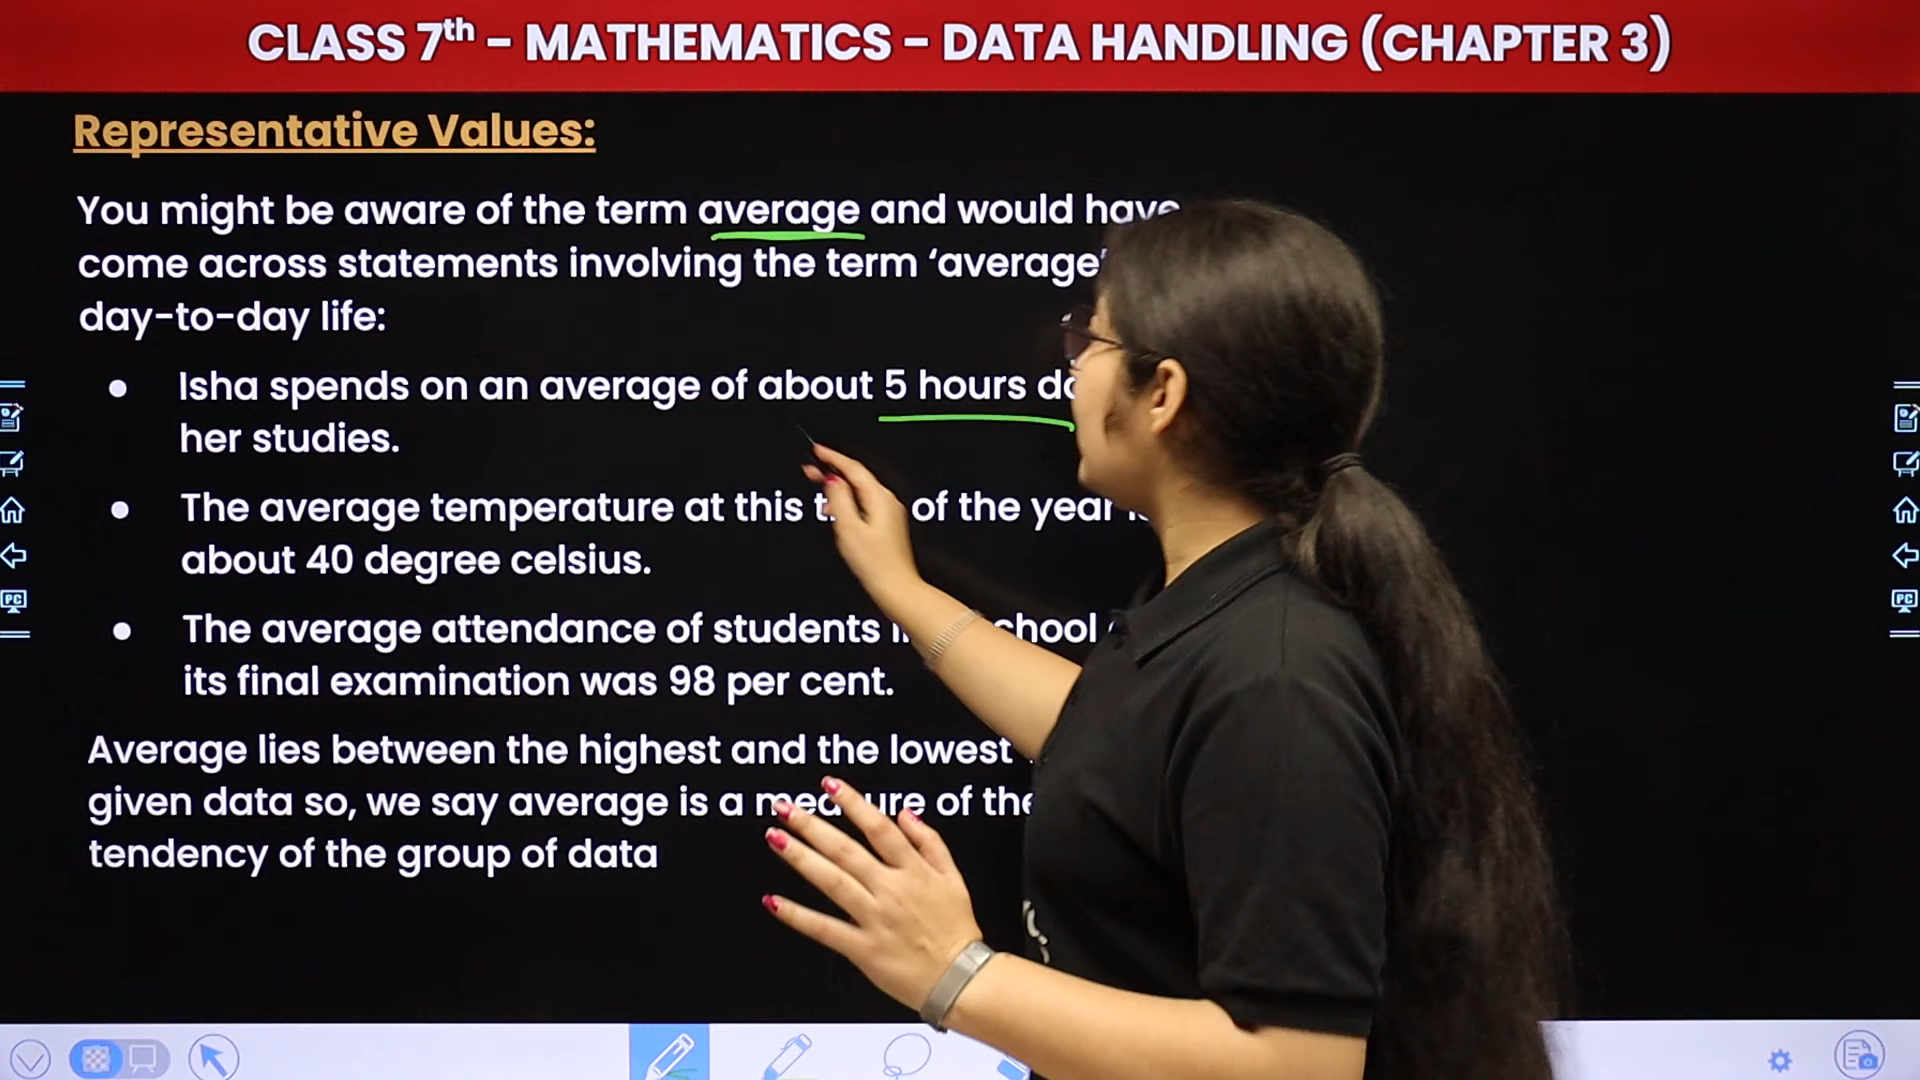 CLASS 7th - MATHEMATICS - DATA HANDLING (CHAPTER 3)
Representative Values:
You might be aware of the term average and would have
come across statements involving the term ‘average’
day-to-day life:
● Isha spends on an average of about 5 hours
her studies.
● The average temperature at this of the year
about 40 degree celsius.
● The average attendance of students
its final examination was 98 per cent.
Average lies between the highest and the lowest
given data so, we say average is a measure of the
tendency of the group of data
PC
PC